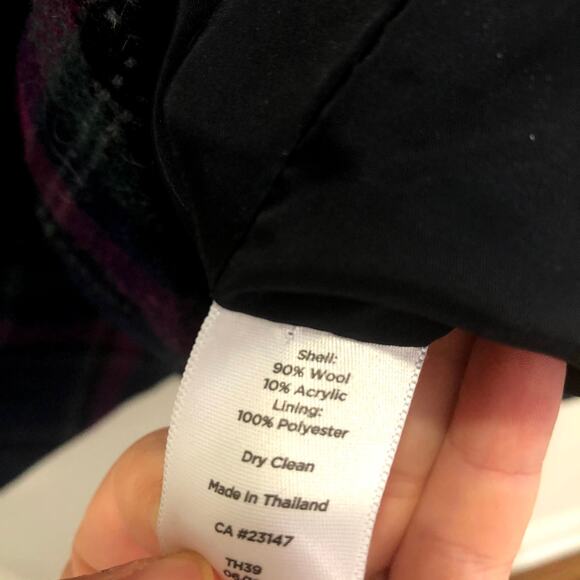 Shell:
90% Wool
10% Acrylic
Lining:
100% Polyester
Dry Clean
Made In Thailand
CA #23147
TH39